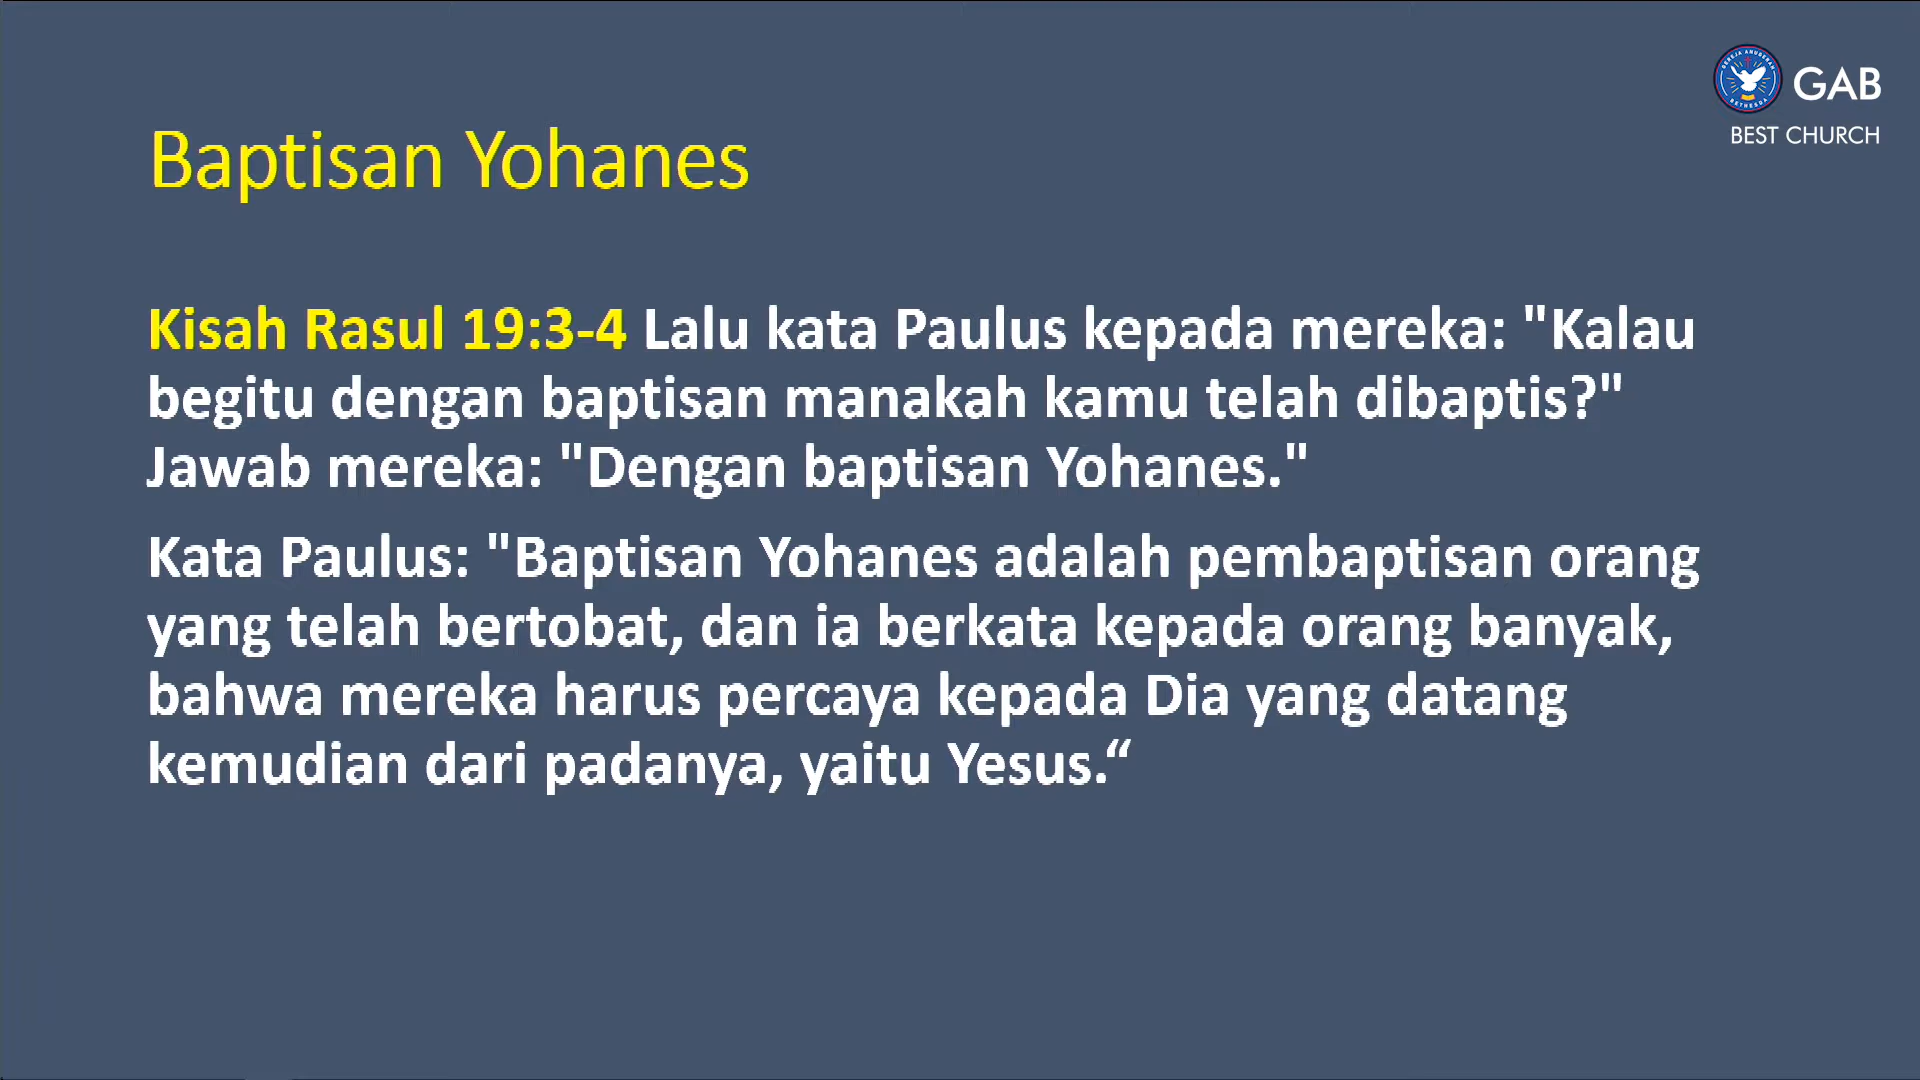 GEREJA ANUGERAH
BETHESDA
GAB
BEST CHURCH
Baptisan Yohanes
Kisah Rasul 19:3-4 Lalu kata Paulus kepada mereka: "Kalau
begitu dengan baptisan manakah kamu telah dibaptis?"
Jawab mereka: "Dengan baptisan Yohanes."
Kata Paulus: "Baptisan Yohanes adalah pembaptisan orang
yang telah bertobat, dan ia berkata kepada orang banyak,
bahwa mereka harus percaya kepada Dia yang datang
kemudian dari padanya, yaitu Yesus.“